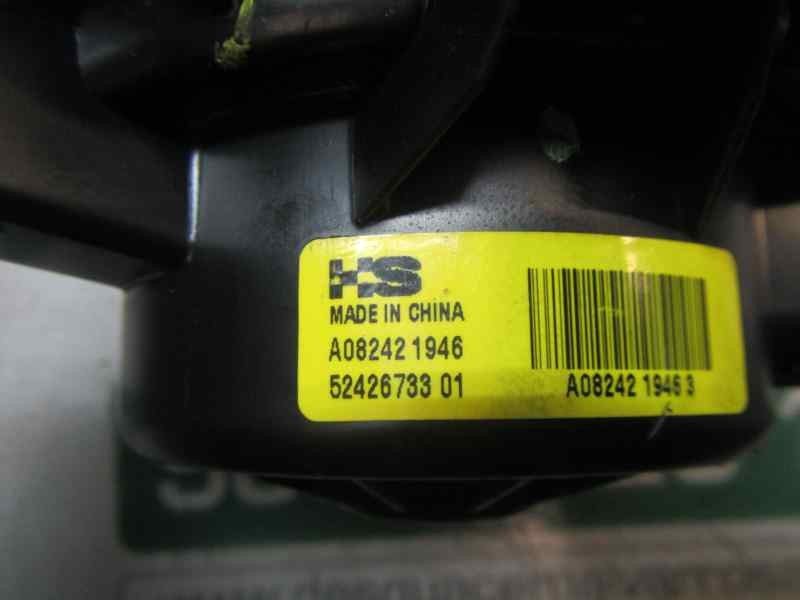 HS
MADE IN CHINA
A08242 1946
52426733 01
A08242 1946 3